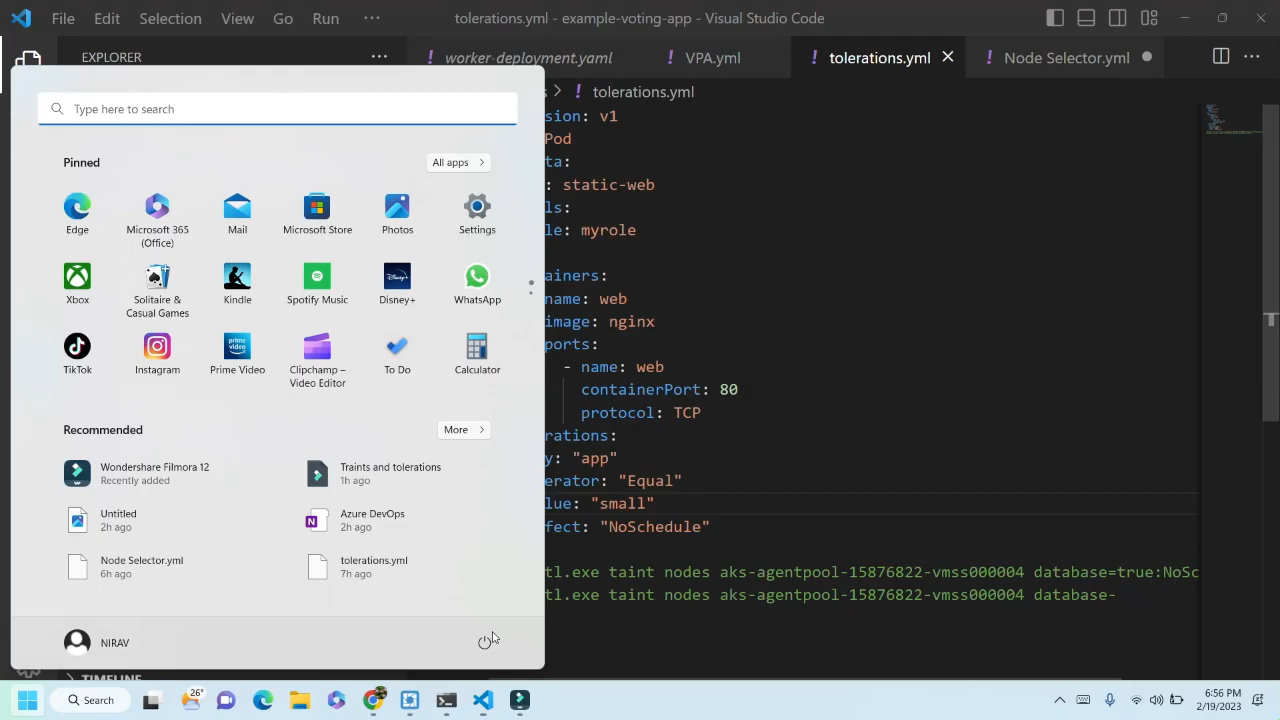 File Edit Selection View Go Run ···
tolerations.yml - example-voting-app - Visual Studio Code
EXPLORER
worker-deployment.yaml
VPA.yml
tolerations.yml
Node Selector.yml
s > ! tolerations.yml
Type here to search
Pinned
All apps
Edge
Microsoft 365 (Office)
Mail
Microsoft Store
Photos
Settings
Xbox
Solitaire & Casual Games
Kindle
Spotify Music
Disney+
WhatsApp
TikTok
Instagram
prime video
Prime Video
Clipchamp – Video Editor
To Do
Calculator
Recommended
More
Wondershare Filmora 12
Recently added
Traints and tolerations
1h ago
Untitled
2h ago
Azure DevOps
2h ago
Node Selector.yml
6h ago
tolerations.yml
7h ago
NIRAV
sion: v1
Pod
ta:
: static-web
ls:
le: myrole
ainers:
name: web
image: nginx
ports:
- name: web
containerPort: 80
protocol: TCP
rations:
y: "app"
erator: "Equal"
lue: "small"
fect: "NoSchedule"
tl.exe taint nodes aks-agentpool-15876822-vmss000004 database=true:NoSc
tl.exe taint nodes aks-agentpool-15876822-vmss000004 database-
TIMELINE
Search
26°
6:56 PM
2/19/2023